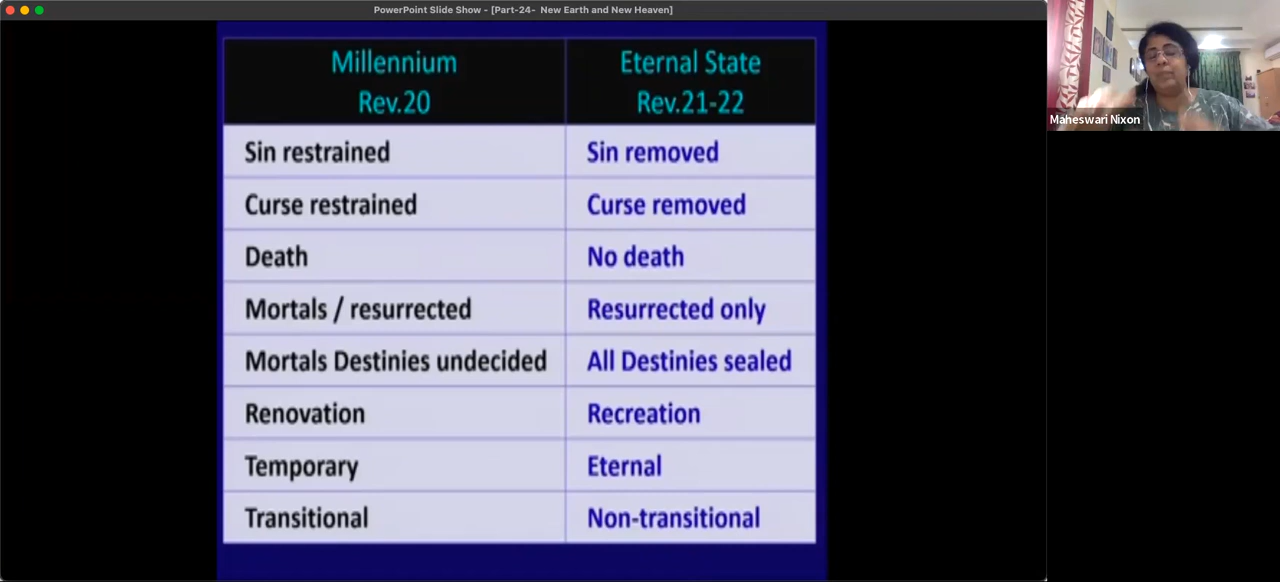 PowerPoint Slide Show - [Part-24- New Earth and New Heaven]
Millennium
Rev.20
Eternal State
Rev.21-22
Sin restrained
Sin removed
Curse restrained
Curse removed
Death
No death
Mortals / resurrected
Resurrected only
Mortals Destinies undecided
All Destinies sealed
Renovation
Recreation
Temporary
Eternal
Transitional
Non-transitional
Maheswari Nixon